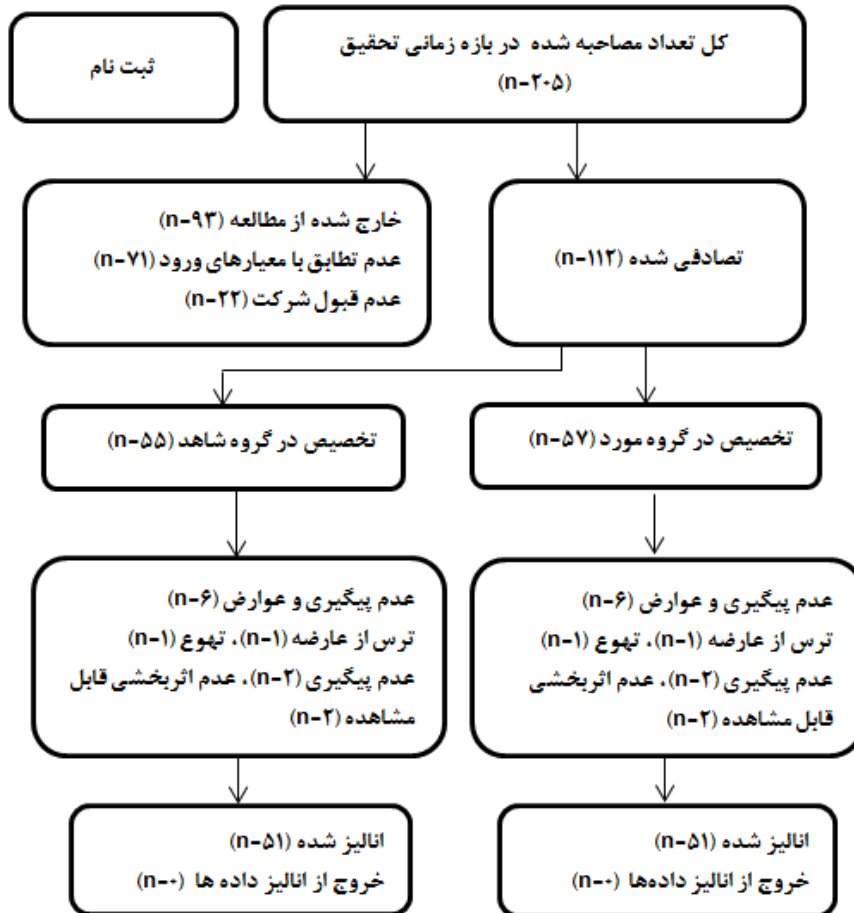 کل تعداد مصاحبه شده در بازه زمانی تحقیق
(n-۲۰۵)
ثبت نام
تصادفی شده (n-۱۱۲)
خارج شده از مطالعه (n-۹۳)
عدم تطابق با معیارهای ورود (n-۷۱)
عدم قبول شرکت (n-۲۲)
تخصیص در گروه مورد (n-۵۷)
تخصیص در گروه شاهد (n-۵۵)
عدم پیگیری و عوارض (n-۶)
ترس از عارضه (n-۱)، تهوع (n-۱)
عدم پیگیری (n-۲)، عدم اثربخشی
قابل مشاهده (n-۲)
عدم پیگیری و عوارض (n-۶)
ترس از عارضه (n-۱)، تهوع (n-۱)
عدم پیگیری (n-۲)، عدم اثربخشی قابل
مشاهده (n-۲)
انالیز شده (n-۵۱)
خروج از انالیز داده‌ها (n-۰)
انالیز شده (n-۵۱)
خروج از انالیز داده ها (n-۰)